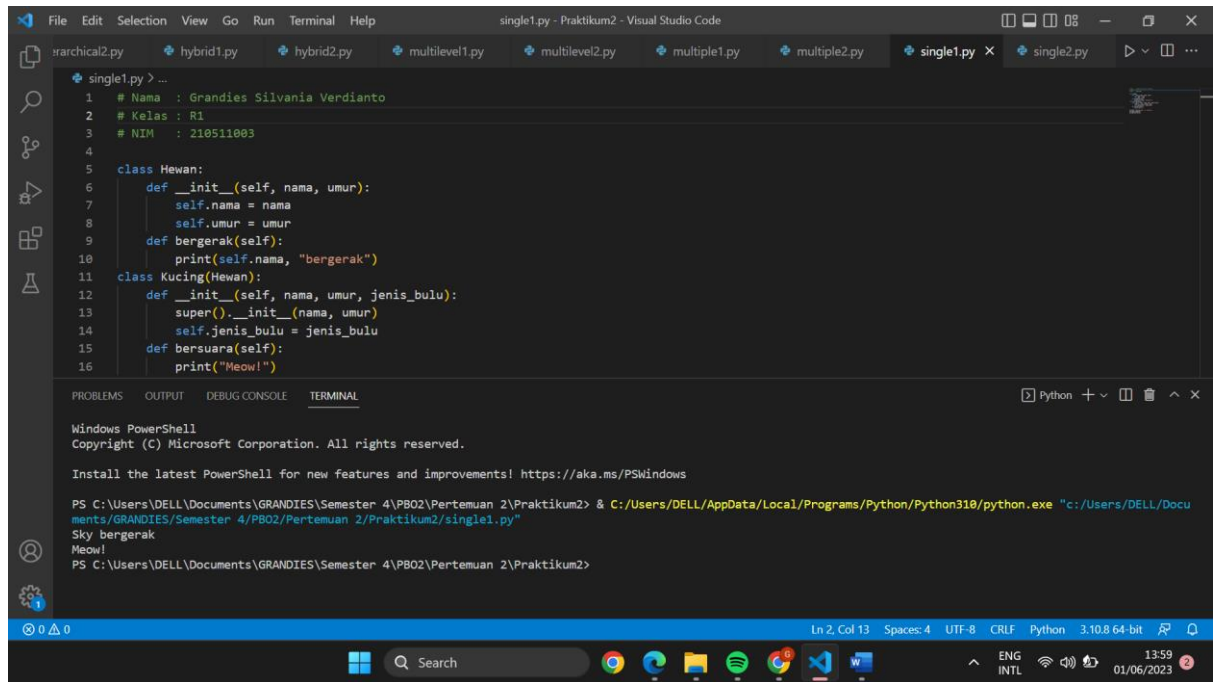 File Edit Selection View Go Run Terminal Help single1.py - Praktikum2 - Visual Studio Code
erarchical2.py hybrid1.py hybrid2.py multilevel1.py multilevel2.py multiple1.py multiple2.py single1.py single2.py
single1.py > ...
1 # Nama : Grandies Silvania Verdianto
2 # Kelas : R1
3 # NIM : 210511003
4
5 class Hewan:
6 def __init__(self, nama, umur):
7 self.nama = nama
8 self.umur = umur
9 def bergerak(self):
10 print(self.nama, "bergerak")
11 class Kucing(Hewan):
12 def __init__(self, nama, umur, jenis_bulu):
13 super().__init__(nama, umur)
14 self.jenis_bulu = jenis_bulu
15 def bersuara(self):
16 print("Meow!")
PROBLEMS OUTPUT DEBUG CONSOLE TERMINAL Python
Windows PowerShell
Copyright (C) Microsoft Corporation. All rights reserved.
Install the latest PowerShell for new features and improvements! https://aka.ms/PSWindows
PS C:\Users\DELL\Documents\GRANDIES\Semester 4\PBO2\Pertemuan 2\Praktikum2> & C:/Users/DELL/AppData/Local/Programs/Python/Python310/python.exe "c:/Users/DELL/Docu
ments/GRANDIES/Semester 4/PBO2/Pertemuan 2/Praktikum2/single1.py"
Sky bergerak
Meow!
PS C:\Users\DELL\Documents\GRANDIES\Semester 4\PBO2\Pertemuan 2\Praktikum2>
1
0 0 Ln 2, Col 13 Spaces: 4 UTF-8 CRLF Python 3.10.8 64-bit
Search ENG INTL 13:59 01/06/2023 2